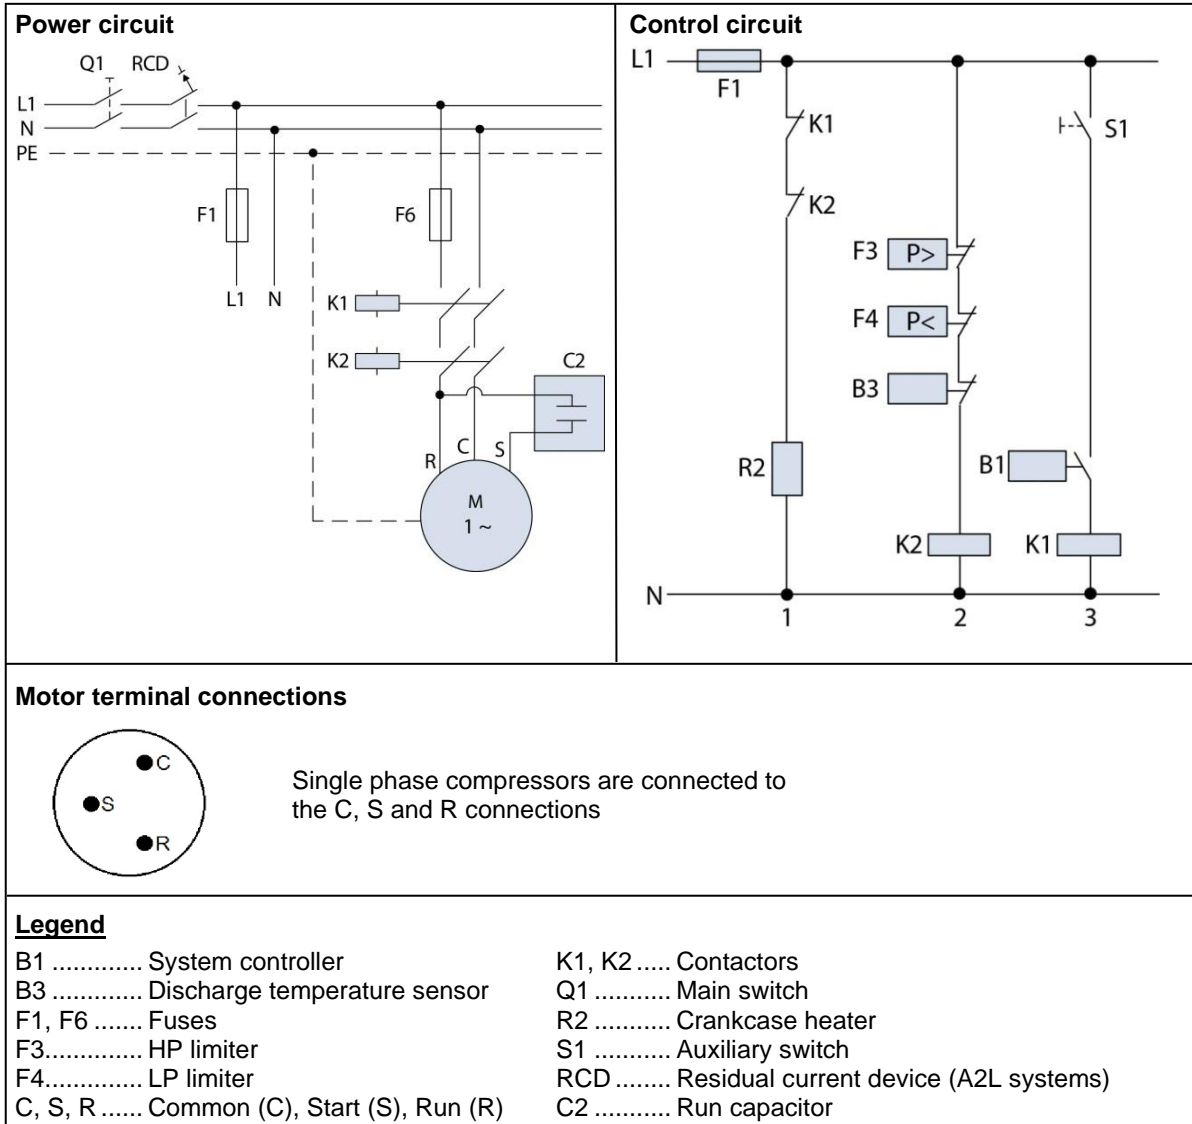 Power circuit
Q1 RCD
L1
N
PE
F1 F6
L1 N
K1
K2 C2
R C S
M
1 ~
Control circuit
L1
F1
K1 S1
K2
F3 P>
F4 P<
B3
R2 B1
K2 K1
N
1 2 3
Motor terminal connections
C
S
R
Single phase compressors are connected to
the C, S and R connections
Legend
B1 ............. System controller
B3 ............. Discharge temperature sensor
F1, F6 ....... Fuses
F3.............. HP limiter
F4.............. LP limiter
C, S, R ...... Common (C), Start (S), Run (R)
K1, K2 ..... Contactors
Q1 ........... Main switch
R2 ........... Crankcase heater
S1 ........... Auxiliary switch
RCD ........ Residual current device (A2L systems)
C2 ........... Run capacitor